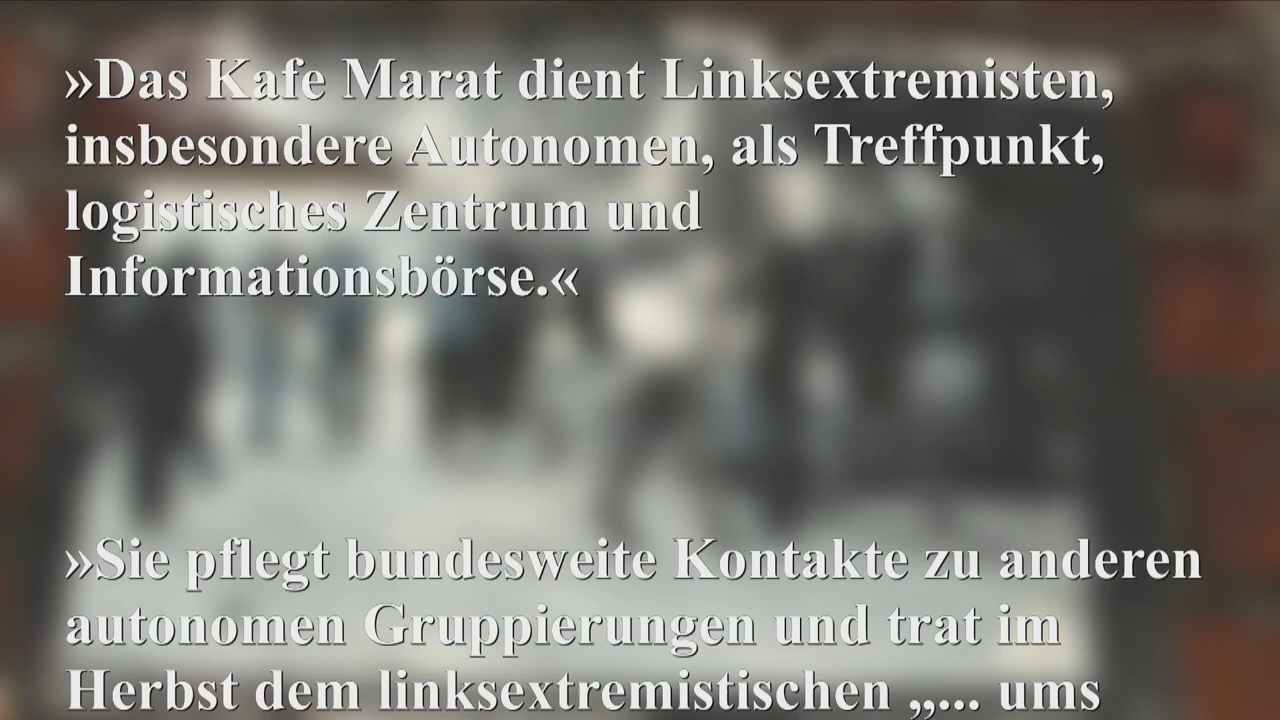 »Das Kafe Marat dient Linksextremisten,
insbesondere Autonomen, als Treffpunkt,
logistisches Zentrum und
Informationsbörse.«
»Sie pflegt bundesweite Kontakte zu anderen
autonomen Gruppierungen und trat im
Herbst dem linksextremistischen „... ums